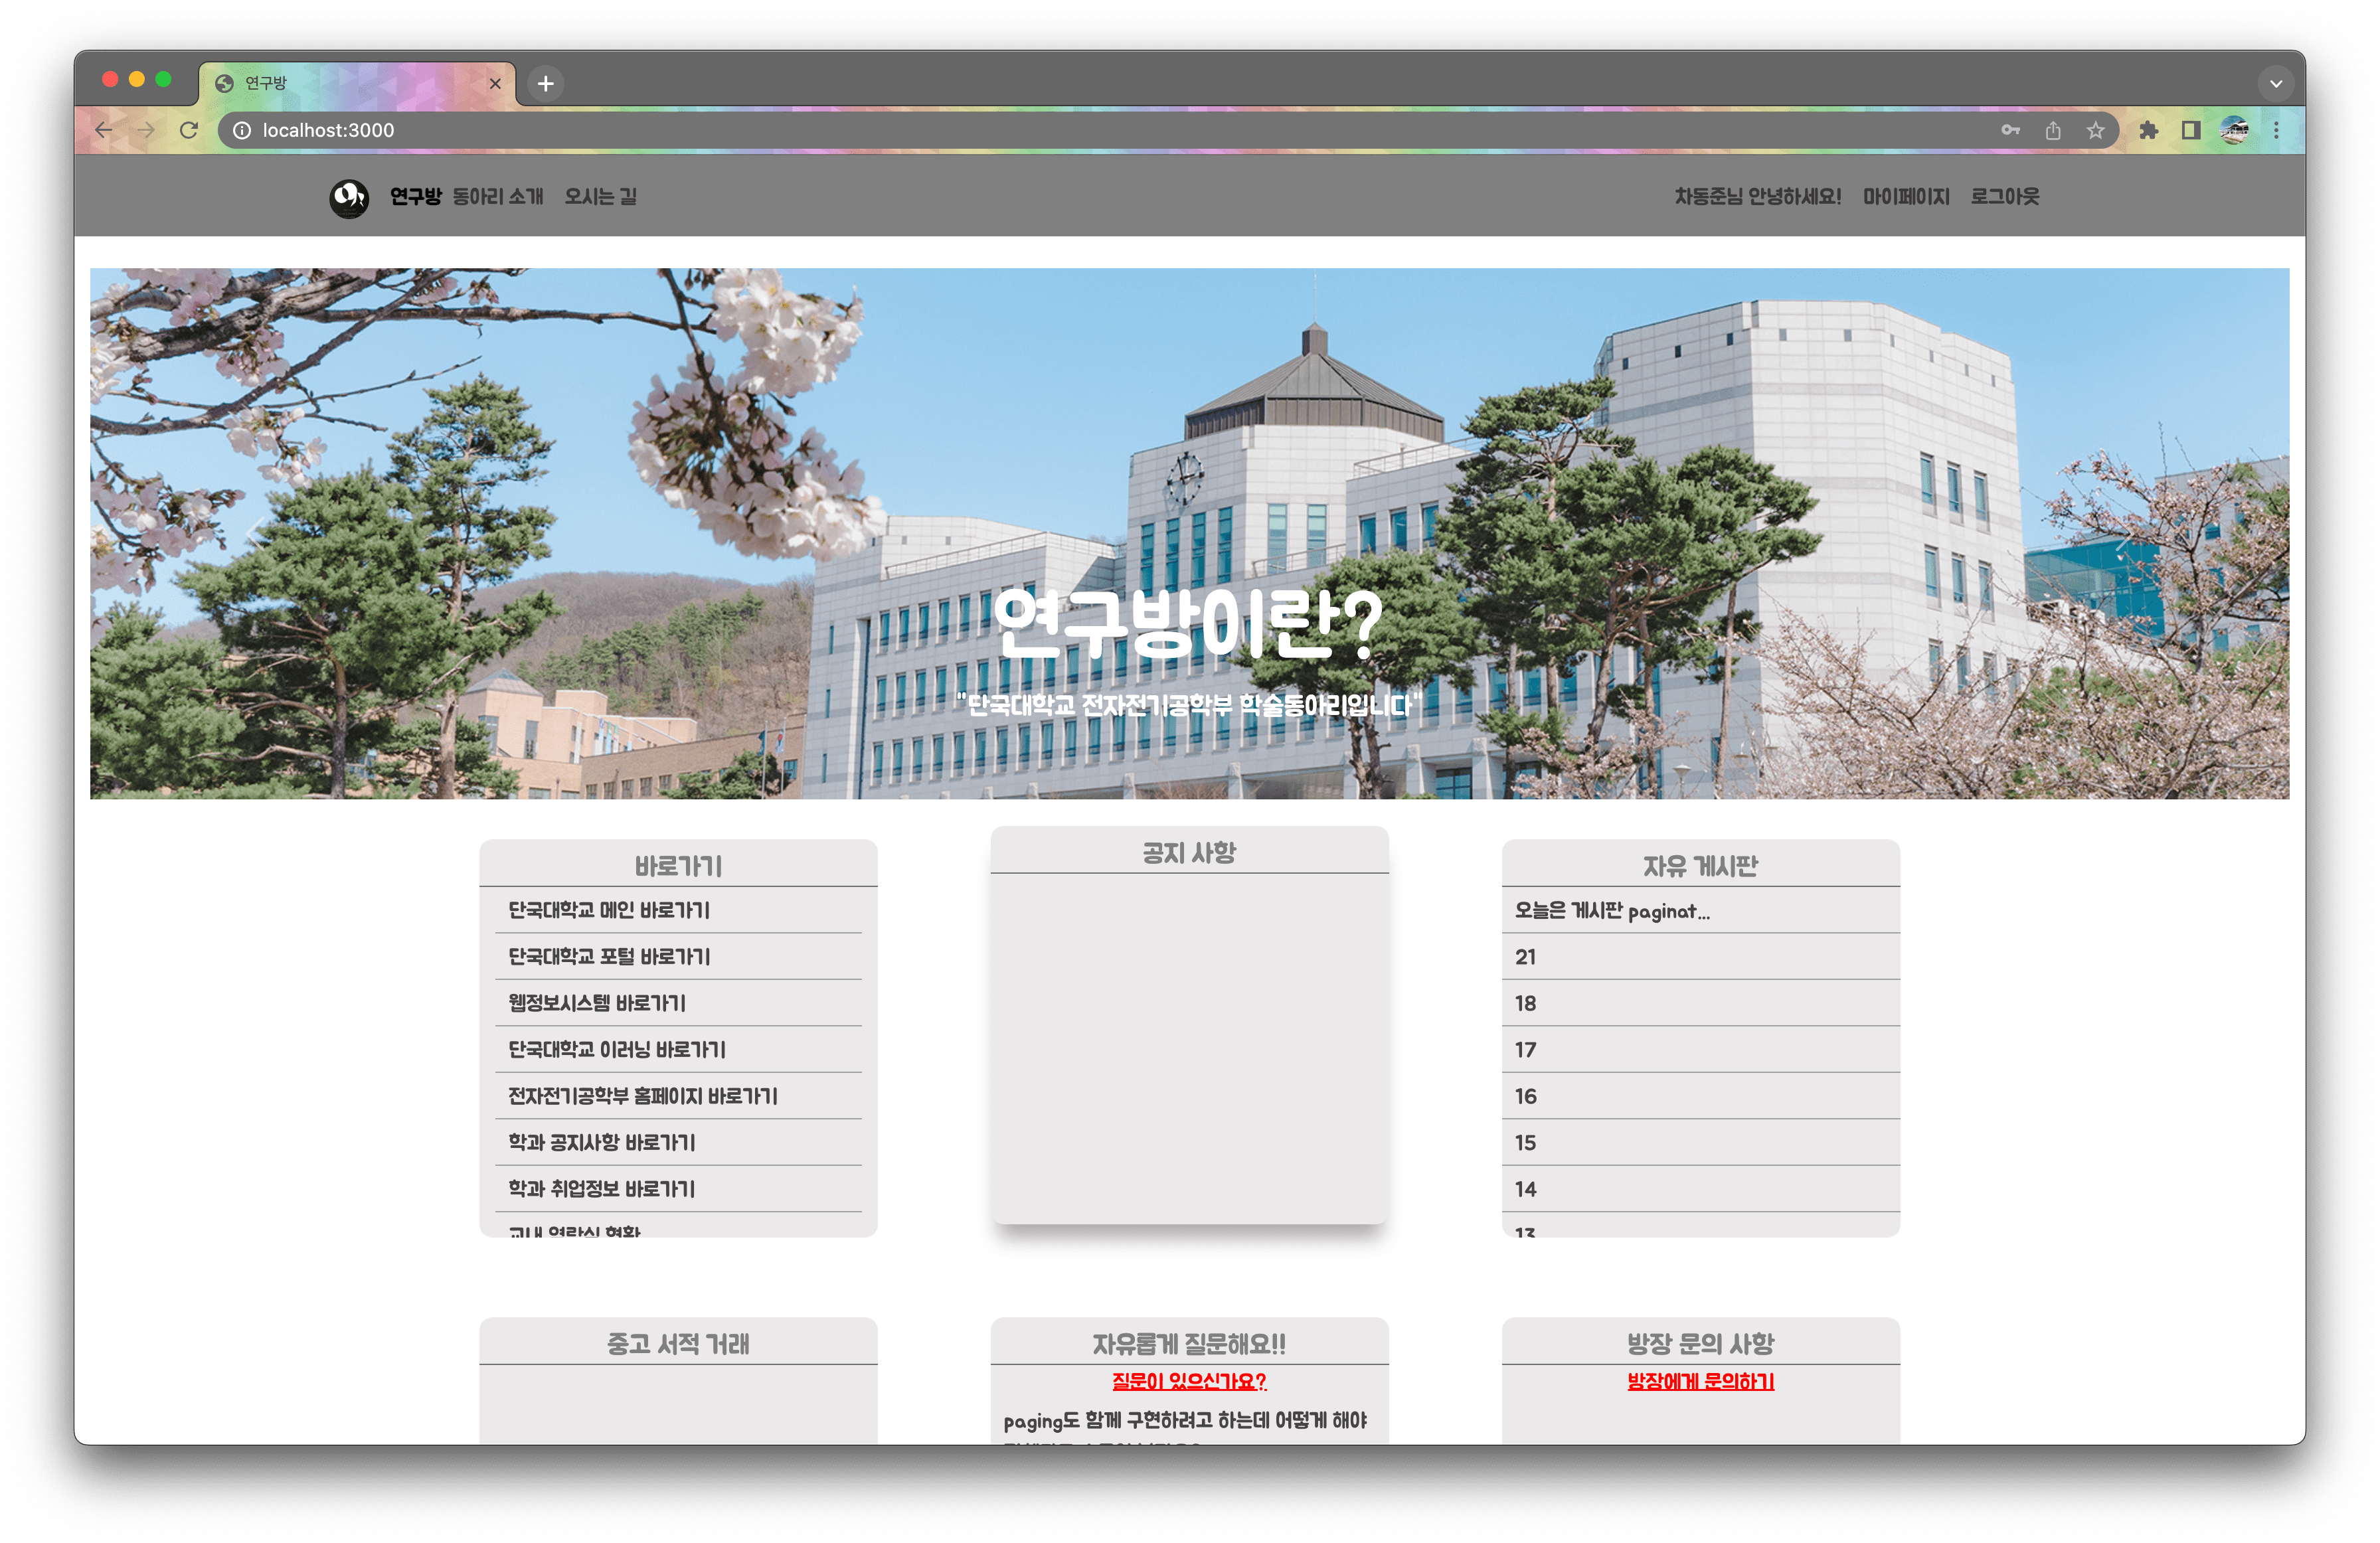 연구방
localhost:3000
연구방 동아리 소개 오시는 길 차동준님 안녕하세요! 마이페이지 로그아웃
연구방이란?
"단국대학교 전자전기공학부 학술동아리입니다"
바로가기
단국대학교 메인 바로가기
단국대학교 포털 바로가기
웹정보시스템 바로가기
단국대학교 이러닝 바로가기
전자전기공학부 홈페이지 바로가기
학과 공지사항 바로가기
학과 취업정보 바로가기
교내 열람실 현황
공지 사항
자유 게시판
오늘은 게시판 paginat...
21
18
17
16
15
14
13
중고 서적 거래
자유롭게 질문해요!!
질문이 있으신가요?
paging도 함께 구현하려고 하는데 어떻게 해야
방장 문의 사항
방장에게 문의하기